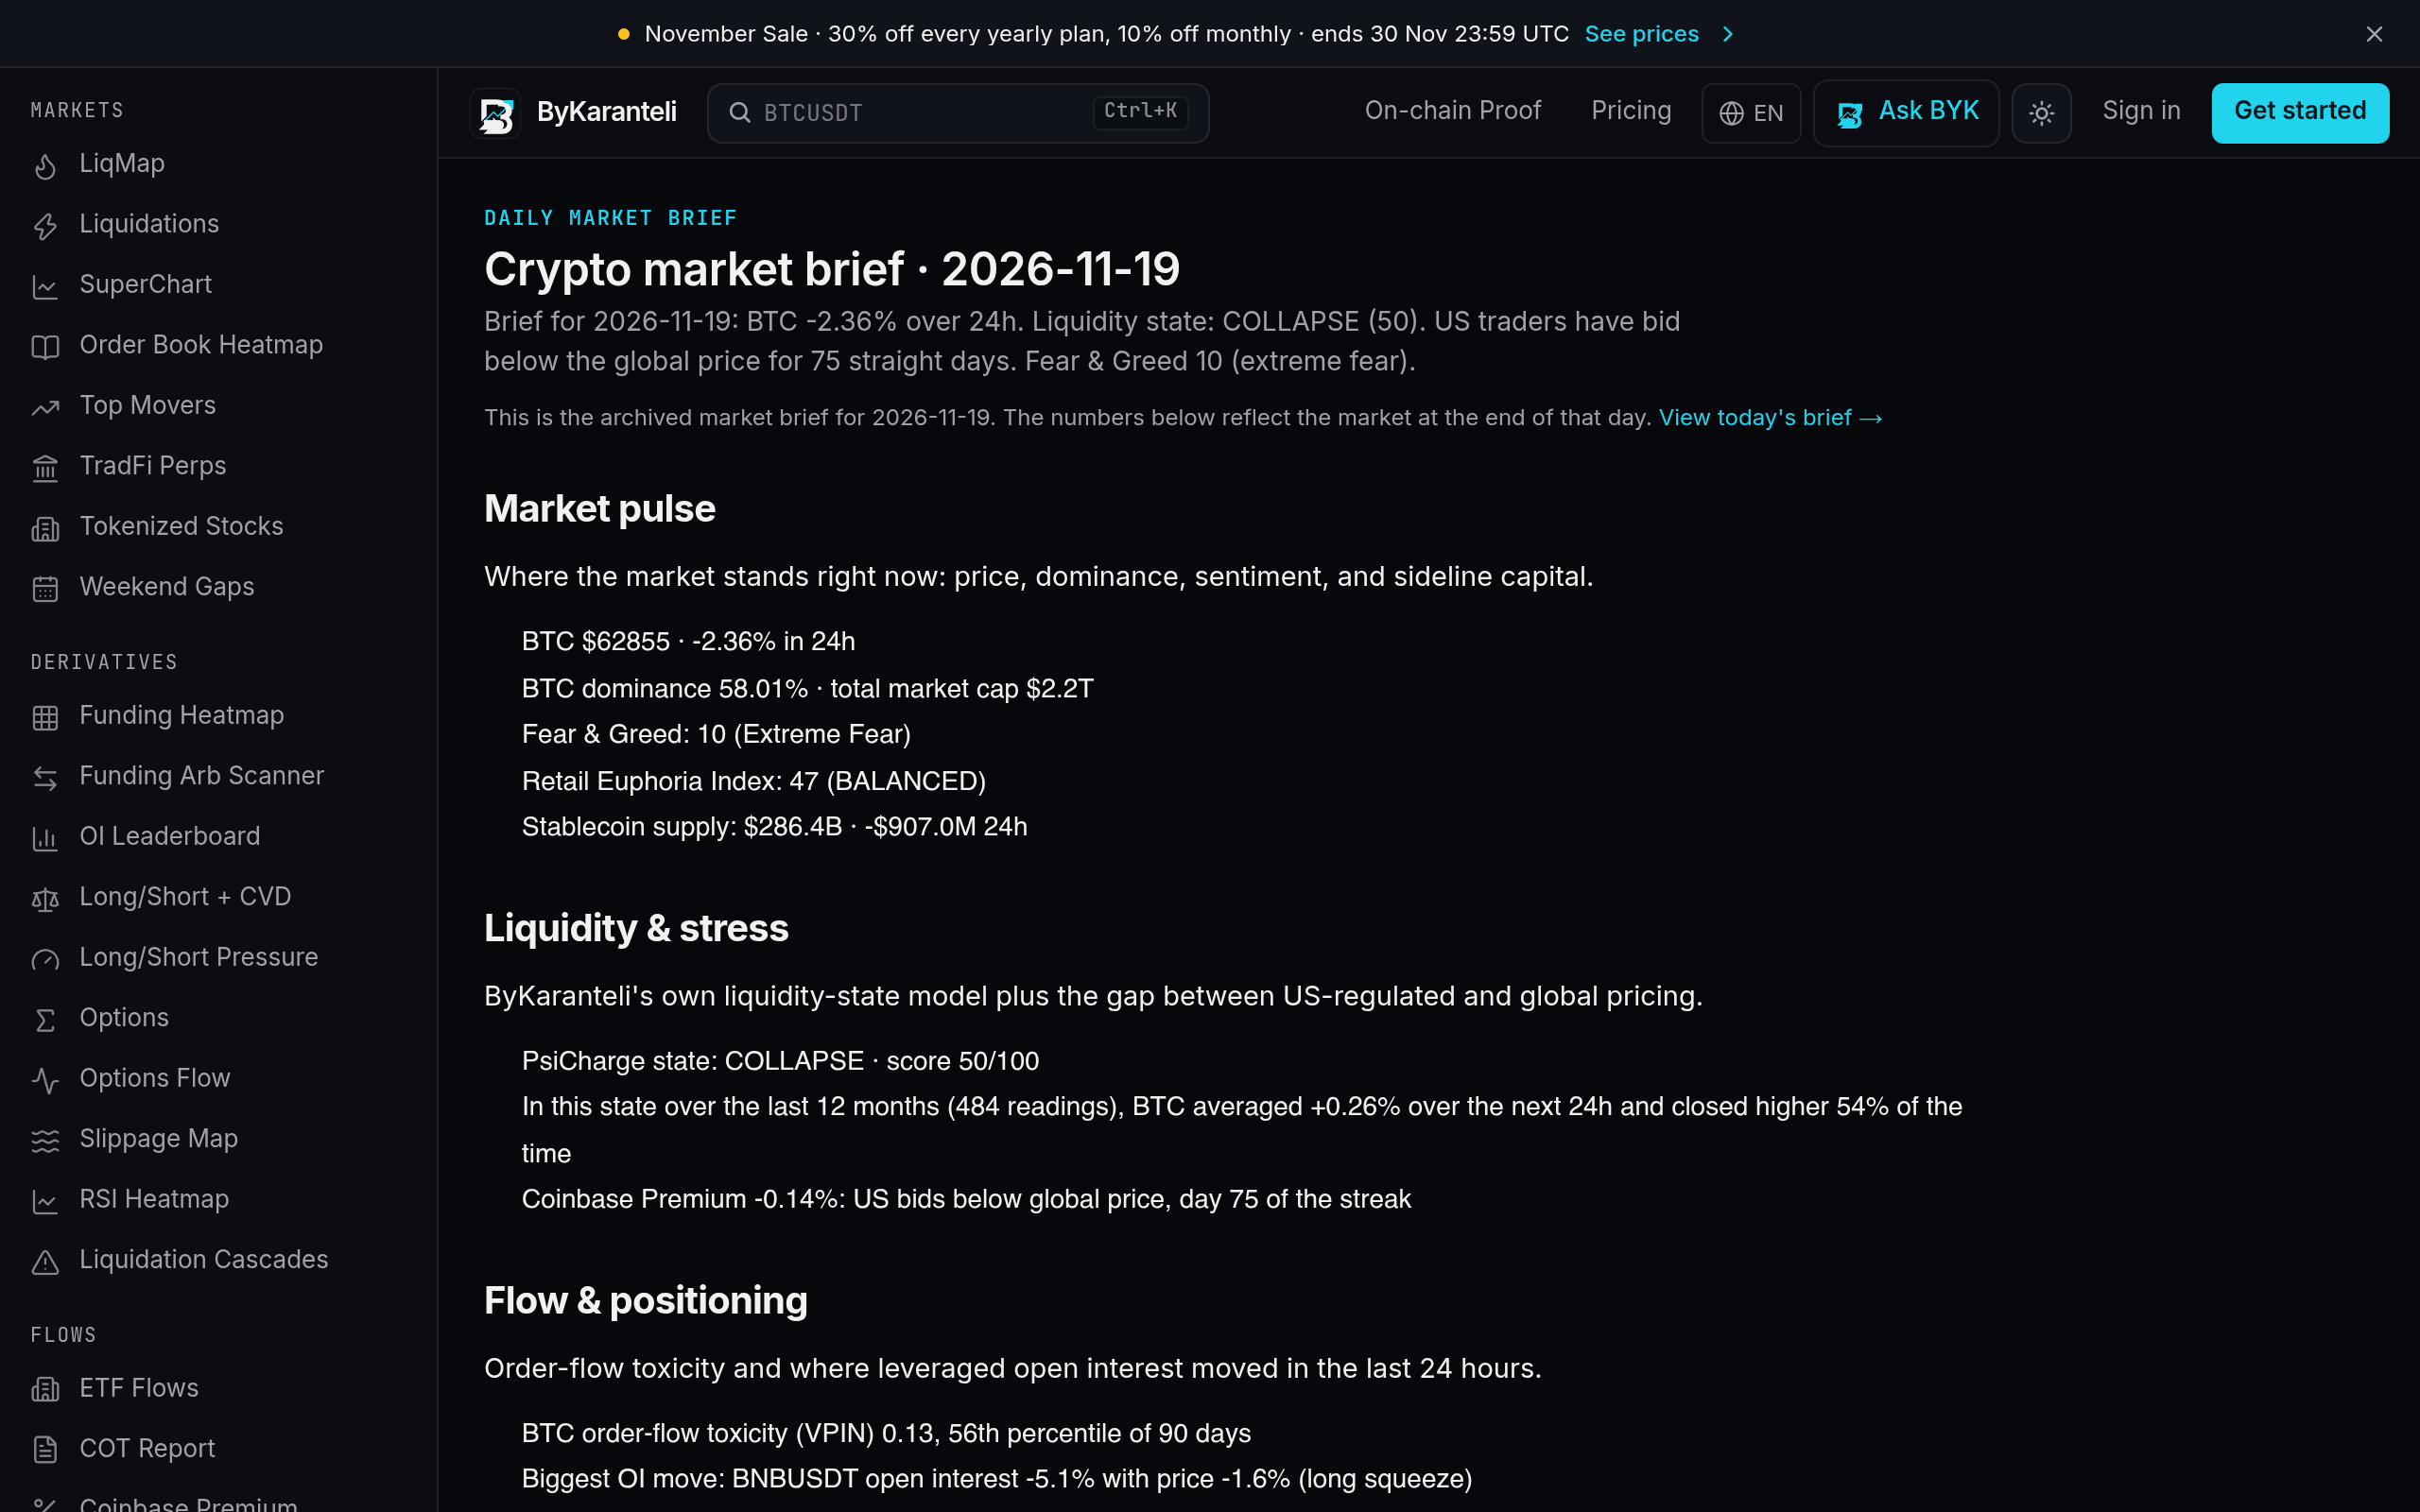 November Sale · 30% off every yearly plan, 10% off monthly · ends 30 Nov 23:59 UTC See prices
MARKETS
LiqMap
Liquidations
SuperChart
Order Book Heatmap
Top Movers
TradFi Perps
Tokenized Stocks
Weekend Gaps
DERIVATIVES
Funding Heatmap
Funding Arb Scanner
OI Leaderboard
Long/Short + CVD
Long/Short Pressure
Options
Options Flow
Slippage Map
RSI Heatmap
Liquidation Cascades
FLOWS
ETF Flows
COT Report
Coinbase Premium
ByKaranteli
BTCUSDT
Ctrl+K
On-chain Proof
Pricing
EN
Ask BYK
Sign in
Get started
DAILY MARKET BRIEF
Crypto market brief · 2026-11-19
Brief for 2026-11-19: BTC -2.36% over 24h. Liquidity state: COLLAPSE (50). US traders have bid
below the global price for 75 straight days. Fear & Greed 10 (extreme fear).
This is the archived market brief for 2026-11-19. The numbers below reflect the market at the end of that day. View today's brief →
Market pulse
Where the market stands right now: price, dominance, sentiment, and sideline capital.
BTC $62855 · -2.36% in 24h
BTC dominance 58.01% · total market cap $2.2T
Fear & Greed: 10 (Extreme Fear)
Retail Euphoria Index: 47 (BALANCED)
Stablecoin supply: $286.4B · -$907.0M 24h
Liquidity & stress
ByKaranteli's own liquidity-state model plus the gap between US-regulated and global pricing.
PsiCharge state: COLLAPSE · score 50/100
In this state over the last 12 months (484 readings), BTC averaged +0.26% over the next 24h and closed higher 54% of the
time
Coinbase Premium -0.14%: US bids below global price, day 75 of the streak
Flow & positioning
Order-flow toxicity and where leveraged open interest moved in the last 24 hours.
BTC order-flow toxicity (VPIN) 0.13, 56th percentile of 90 days
Biggest OI move: BNBUSDT open interest -5.1% with price -1.6% (long squeeze)